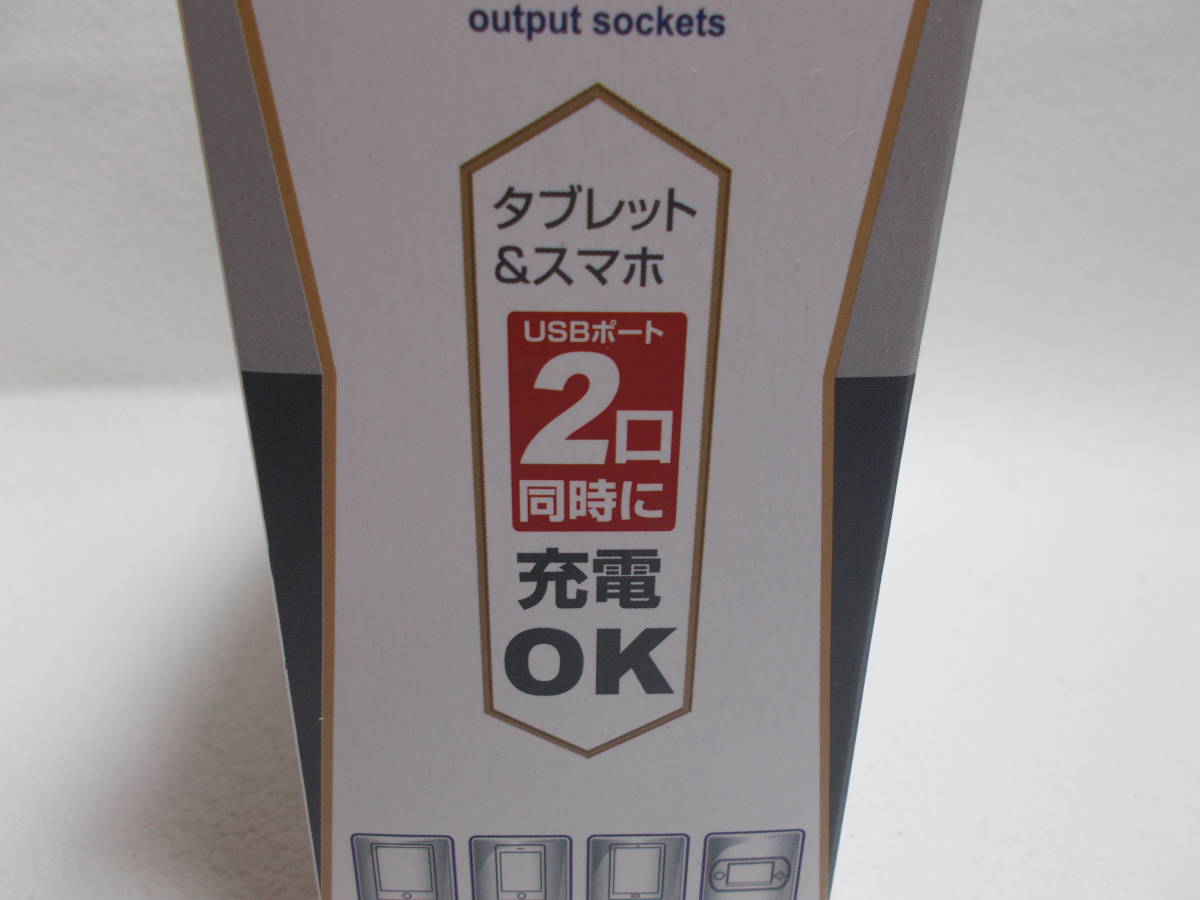 output sockets
タブレット
&スマホ
USBポート
2口
同時に
充電
OK